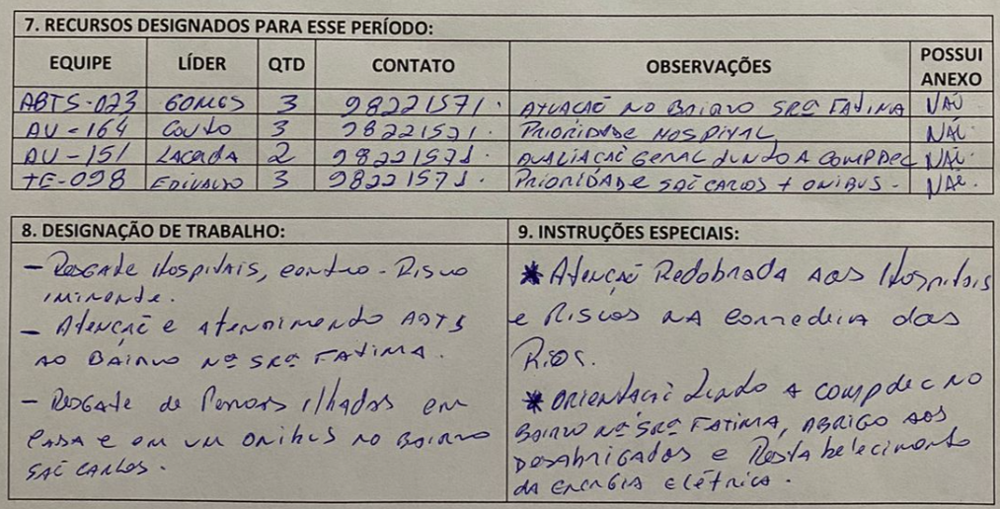 7. RECURSOS DESIGNADOS PARA ESSE PERÍODO:
EQUIPE LÍDER QTD CONTATO OBSERVAÇÕES POSSUI ANEXO
ABTS-023 GOMES 3 98221571. ATUAÇÃO NO BAIRRO SRª FATIMA NÃO
AU-164 COUTO 3 98221571. PRIORIDADE HOSPITAL NÃO.
AU-151 LACERDA 2 98221571. AVALIAÇÃO GERAL JUNTO A COMPDEC NÃO.
TE-098 EDIVALDO 3 98221571. PRIORIDADE SÃO CARLOS + ONIBUS - NÃO.
8. DESIGNAÇÃO DE TRABALHO:
- Resgate Hospitais, centro - Risco
iminente.
- Atenção e atendimento ABTS
ao Bairro Nª SRª FATIMA.
- Resgate de Pessoas ilhadas em
casa e em um onibus no Bairro
São Carlos.
9. INSTRUÇÕES ESPECIAIS:
* Atenção Redobrada aos Hospitais
e Riscos na correnteza dos
Rios.
* Orientação Junto a COMPDEC no
Bairro Nª SRª FATIMA, abrigo aos
Desabrigados e Restabelecimento
da energia elétrica.